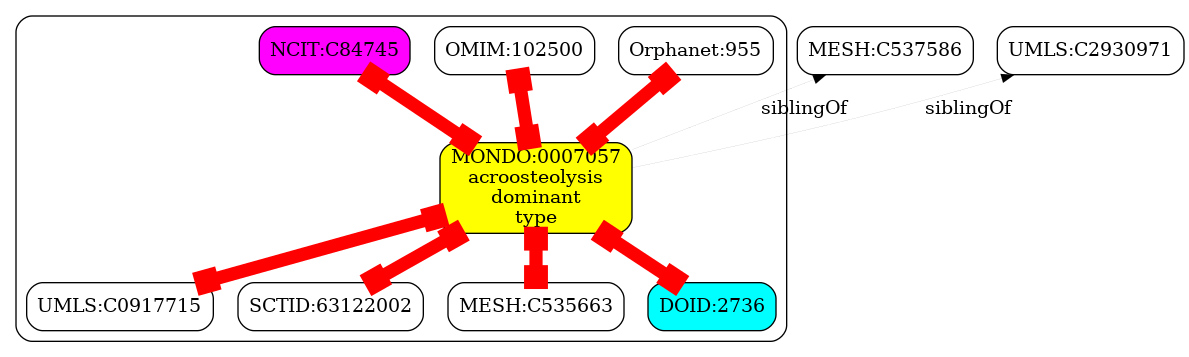 NCIT:C84745
OMIM:102500
Orphanet:955
MESH:C537586
UMLS:C2930971
siblingOf
siblingOf
MONDO:0007057
acroosteolysis
dominant
type
UMLS:C0917715
SCTID:63122002
MESH:C535663
DOID:2736